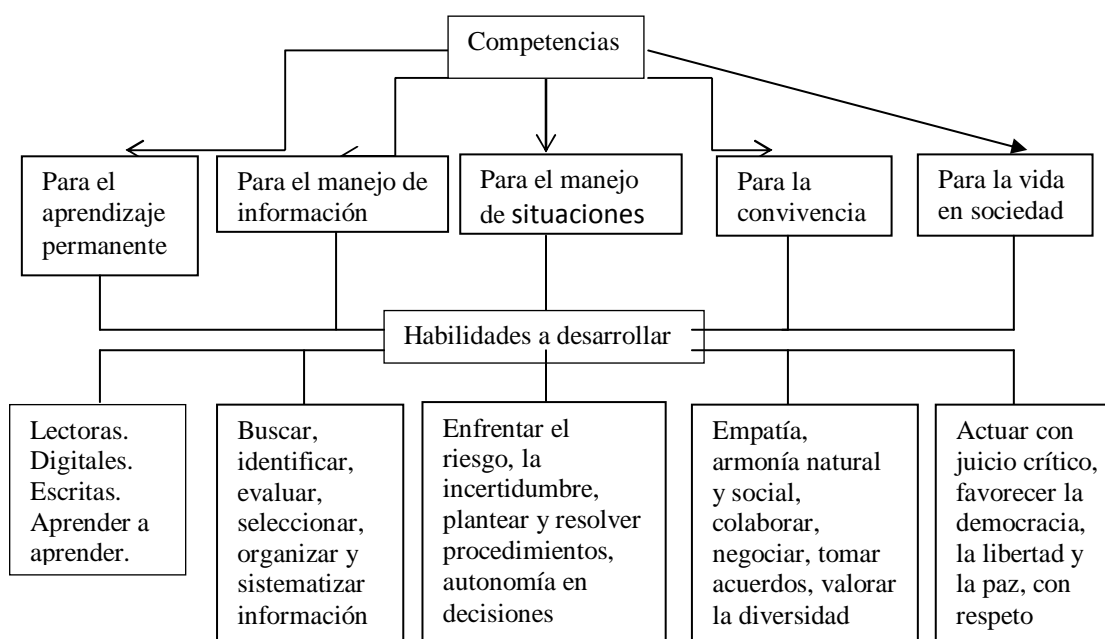 Competencias
Para el
aprendizaje
permanente
Para el manejo de
información
Para el manejo
de situaciones
Para la
convivencia
Para la vida
en sociedad
Habilidades a desarrollar
Lectoras.
Digitales.
Escritas.
Aprender a
aprender.
Buscar,
identificar,
evaluar,
seleccionar,
organizar y
sistematizar
información
Enfrentar el
riesgo, la
incertidumbre,
plantear y resolver
procedimientos,
autonomía en
decisiones
Empatía,
armonía natural
y social,
colaborar,
negociar, tomar
acuerdos, valorar
la diversidad
Actuar con
juicio crítico,
favorecer la
democracia,
la libertad y
la paz, con
respeto